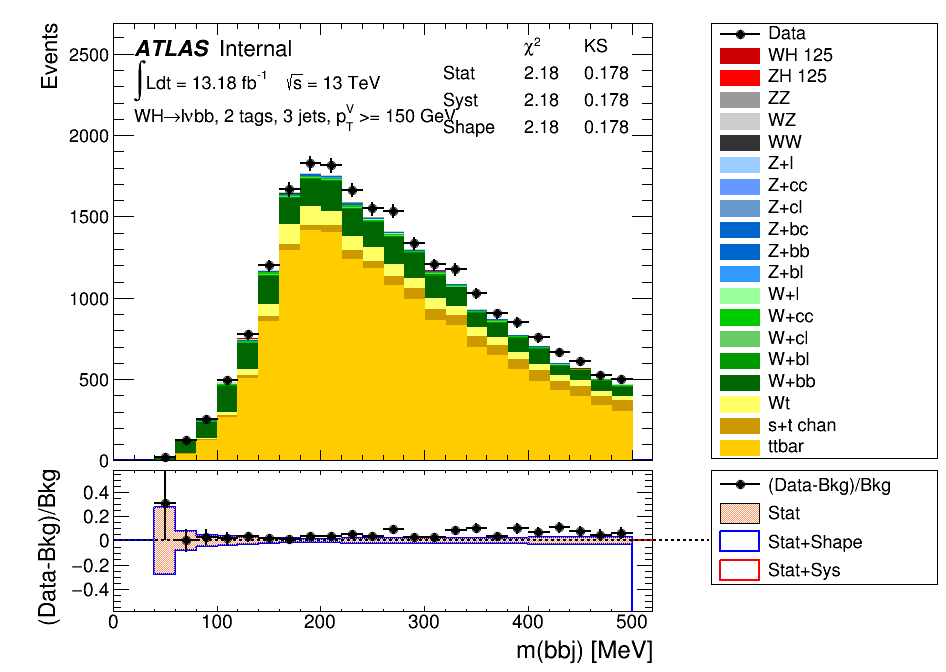 Events
2500
2000
1500
1000
500
0
ATLAS Internal
∫Ldt = 13.18 fb⁻¹ √s = 13 TeV
WH→lνbb, 2 tags, 3 jets, p_T^V >= 150 GeV
χ² KS
Stat 2.18 0.178
Syst 2.18 0.178
Shape 2.18 0.178
Data
WH 125
ZH 125
ZZ
WZ
WW
Z+l
Z+cc
Z+cl
Z+bc
Z+bb
Z+bl
W+l
W+cc
W+cl
W+bl
W+bb
Wt
s+t chan
ttbar
(Data-Bkg)/Bkg
0.4
0.2
0
−0.2
−0.4
0 100 200 300 400 500
m(bbj) [MeV]
(Data-Bkg)/Bkg
Stat
Stat+Shape
Stat+Sys